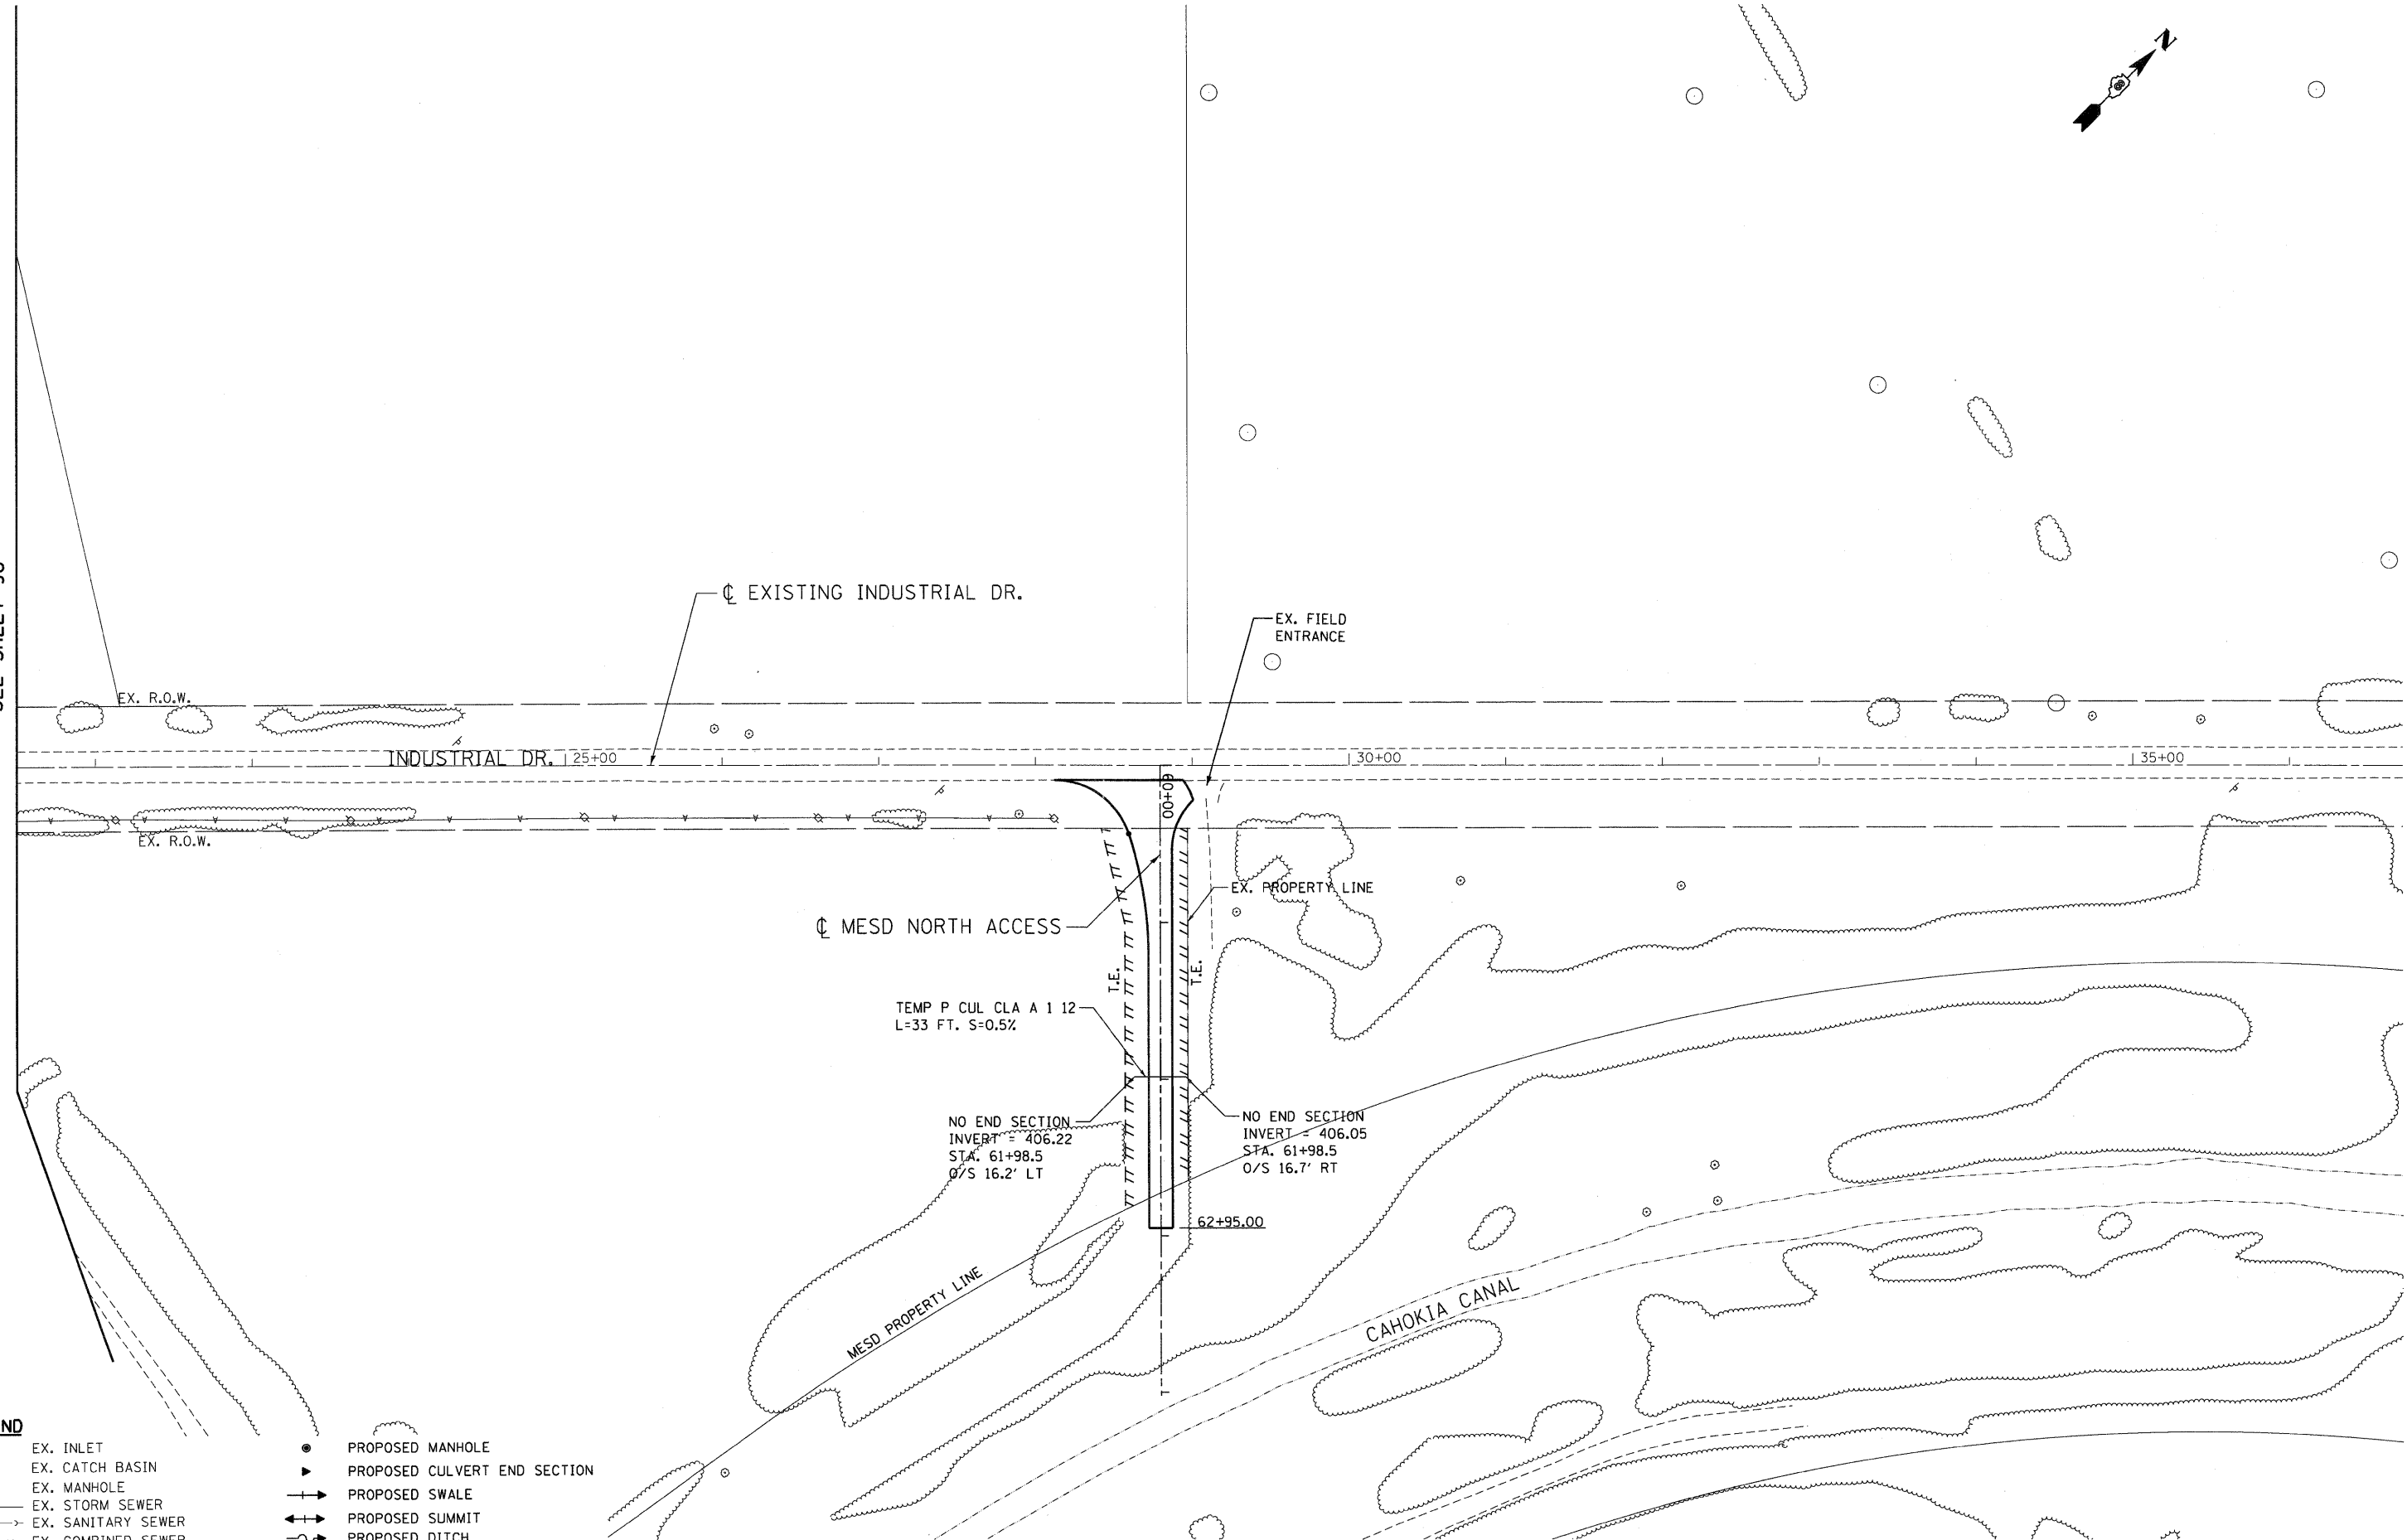 N
℄ EXISTING INDUSTRIAL DR.
EX. FIELD
ENTRANCE
EX. R.O.W.
INDUSTRIAL DR.
25+00
30+00
35+00
60+00
EX. R.O.W.
EX. PROPERTY LINE
℄ MESD NORTH ACCESS
T.E.
T.E.
TEMP P CUL CLA A 1 12
L=33 FT. S=0.5%
NO END SECTION
INVERT = 406.22
STA. 61+98.5
O/S 16.2' LT
NO END SECTION
INVERT = 406.05
STA. 61+98.5
O/S 16.7' RT
62+95.00
MESD PROPERTY LINE
CAHOKIA CANAL
EX. INLET
EX. CATCH BASIN
EX. MANHOLE
EX. STORM SEWER
EX. SANITARY SEWER
EX. COMBINED SEWER
PROPOSED MANHOLE
PROPOSED CULVERT END SECTION
PROPOSED SWALE
PROPOSED SUMMIT
PROPOSED DITCH